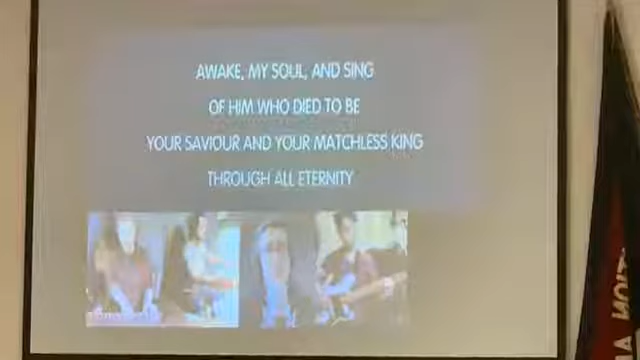 AWAKE, MY SOUL, AND SING
OF HIM WHO DIED TO BE
YOUR SAVIOUR AND YOUR MATCHLESS KING
THROUGH ALL ETERNITY